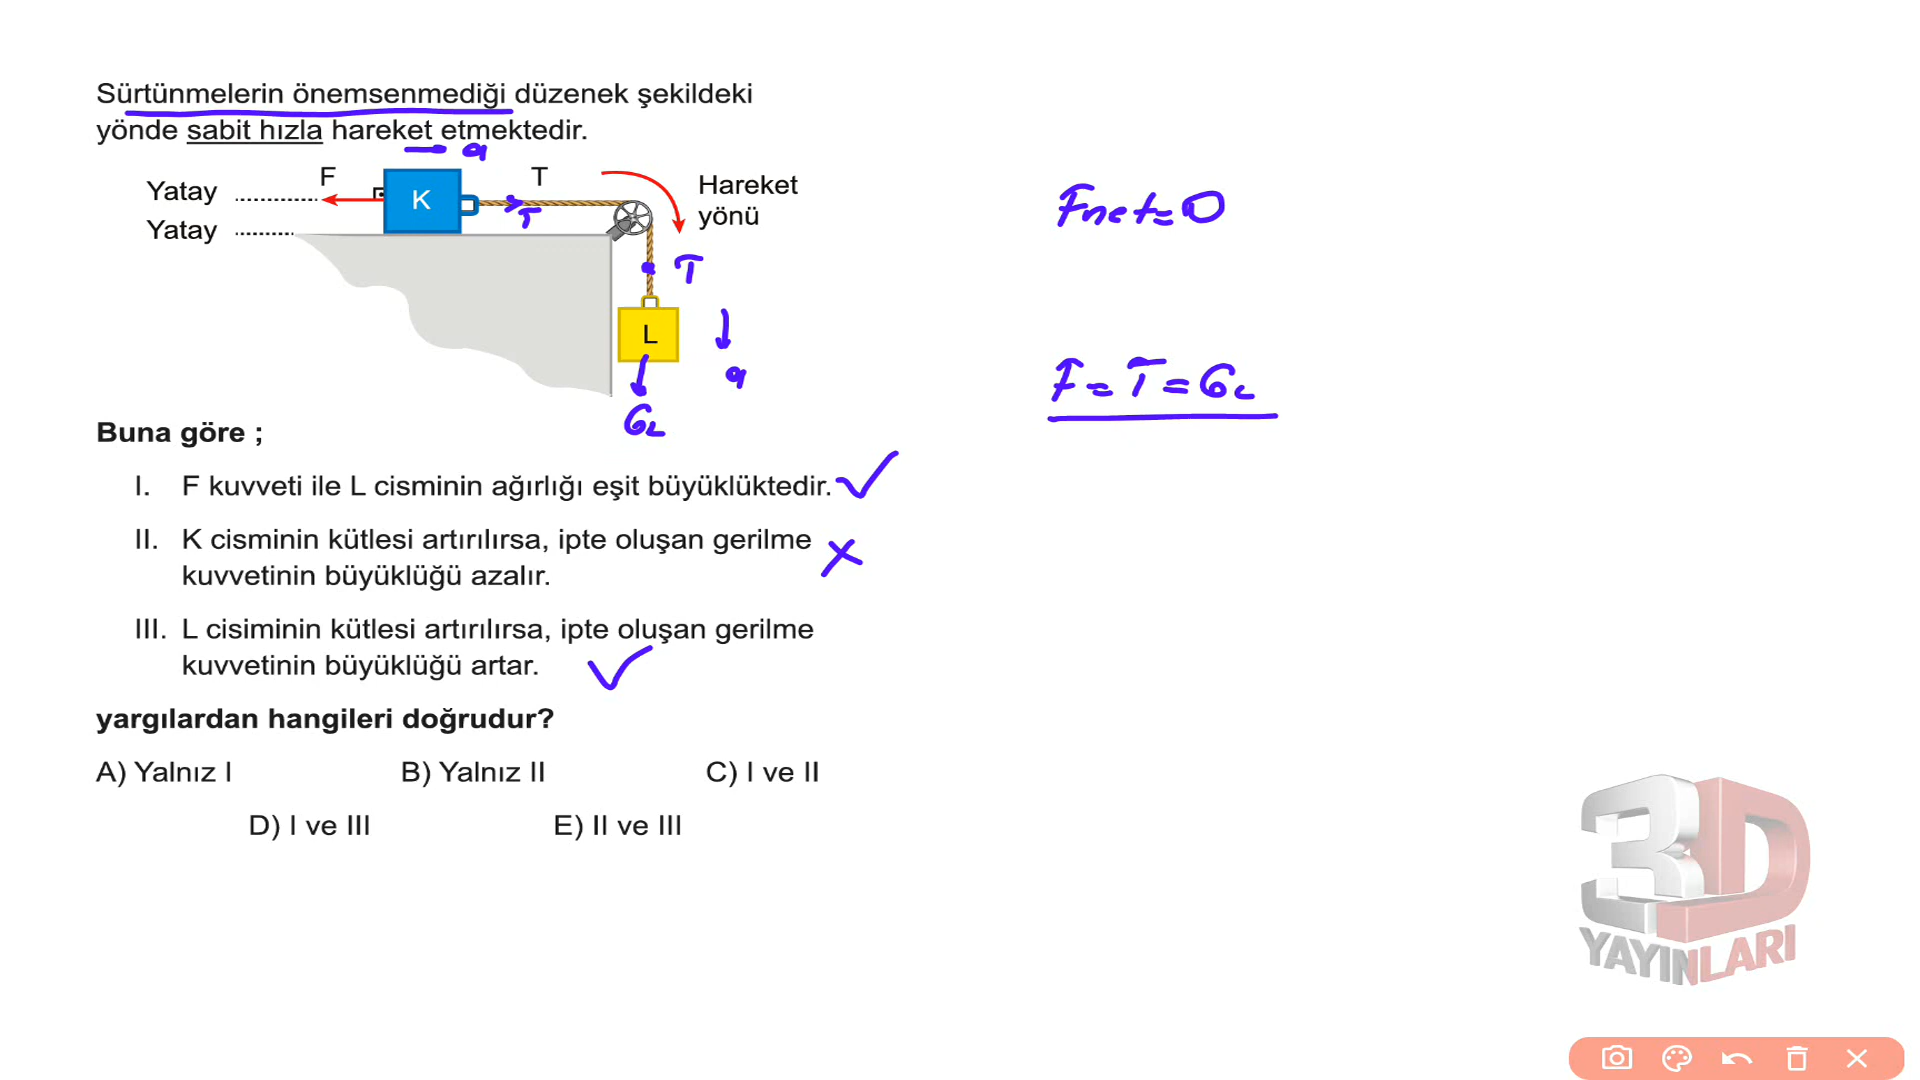 Sürtünmelerin önemsenmediği düzenek şekildeki
yönde sabit hızla hareket etmektedir.
a
Yatay
F
K
T
Hareket
yönü
T
Yatay
T
L
a
GL
Fnet=0
F=T=GL
Buna göre ;
I. F kuvveti ile L cisminin ağırlığı eşit büyüklüktedir.
II. K cisminin kütlesi artırılırsa, ipte oluşan gerilme
kuvvetinin büyüklüğü azalır.
III. L cisiminin kütlesi artırılırsa, ipte oluşan gerilme
kuvvetinin büyüklüğü artar.
yargılardan hangileri doğrudur?
A) Yalnız I B) Yalnız II C) I ve II
D) I ve III E) II ve III
3D
YAYINLARI